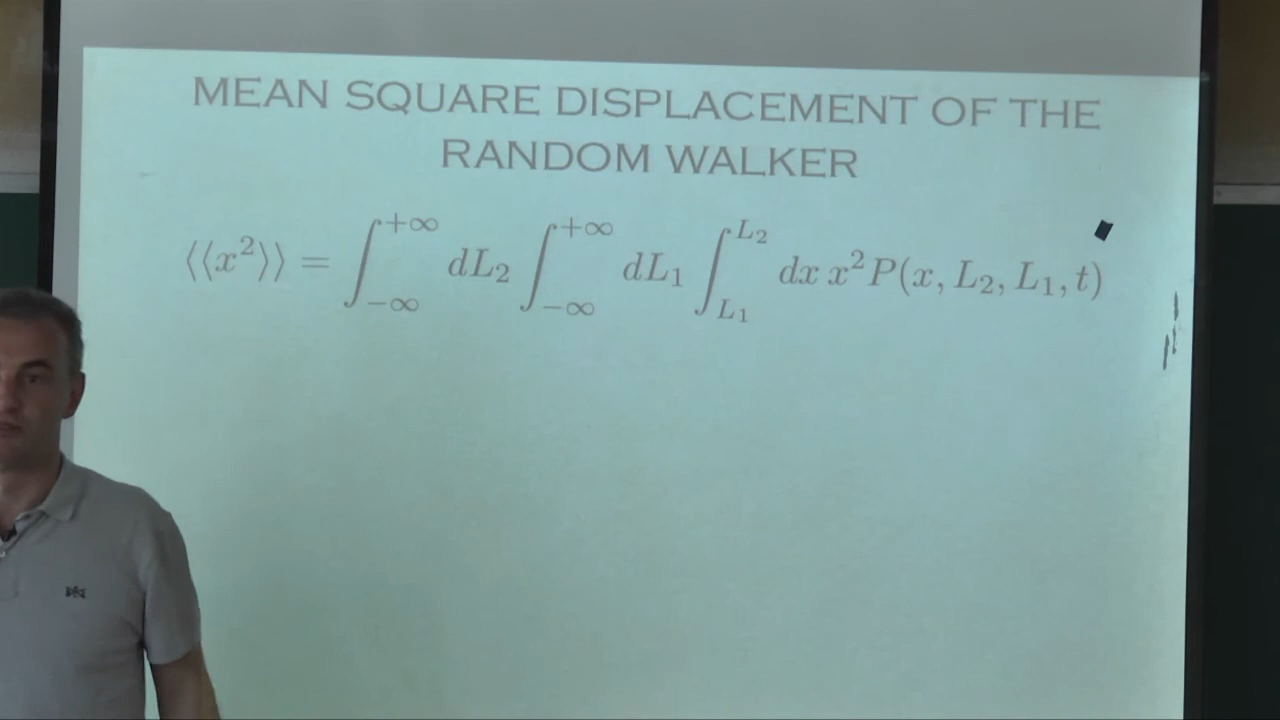 MEAN SQUARE DISPLACEMENT OF THE
RANDOM WALKER
⟨⟨x²⟩⟩ = ∫_{−∞}^{+∞} dL₂ ∫_{−∞}^{+∞} dL₁ ∫_{L₁}^{L₂} dx x² P(x, L₂, L₁, t)